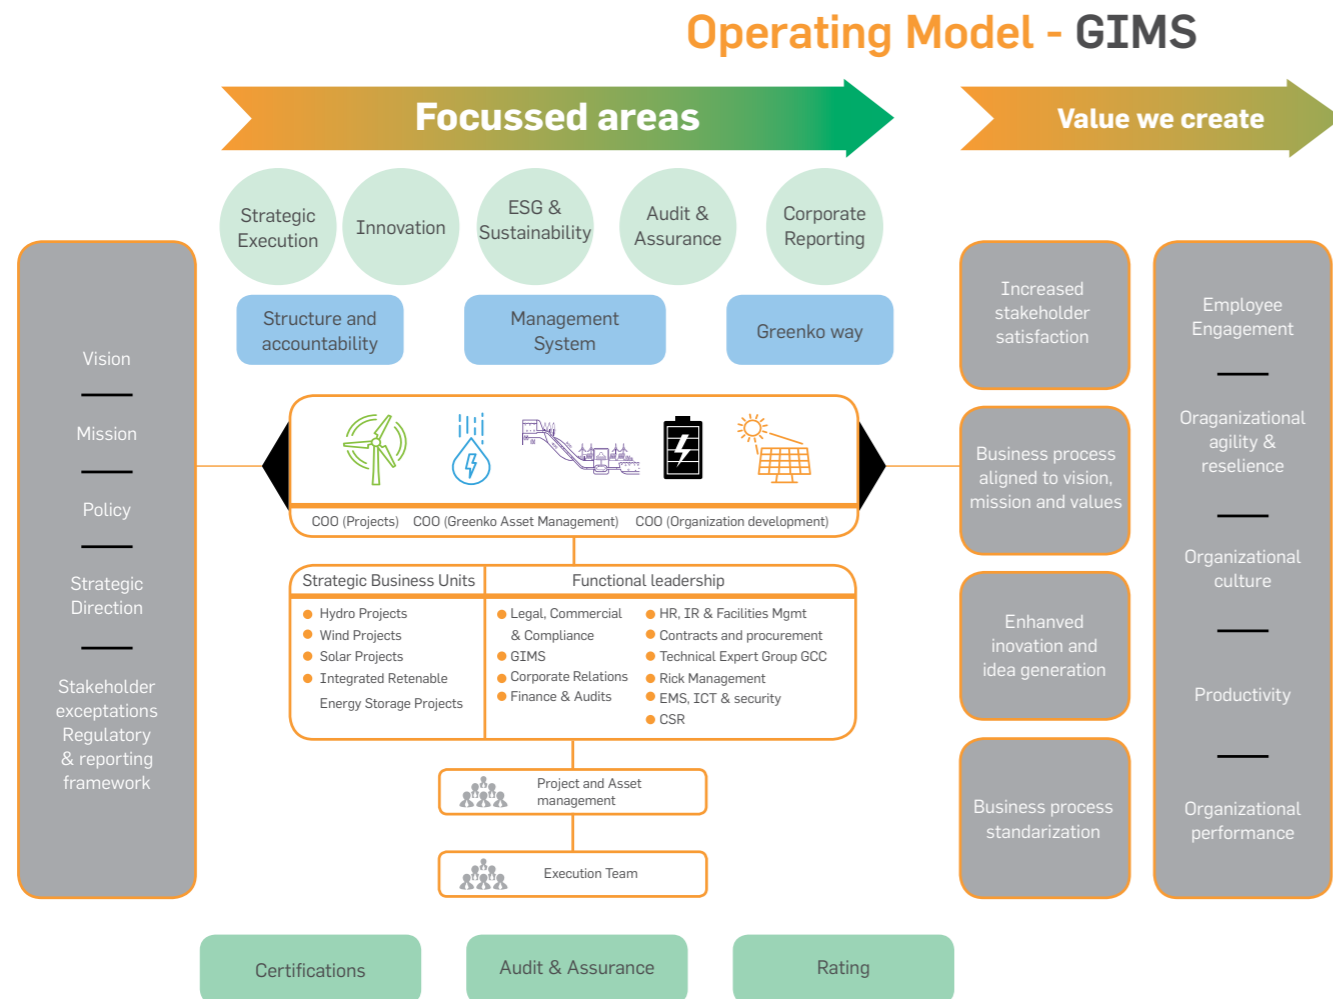 Operating Model - GIMS
Focussed areas
Value we create
Strategic
Execution
Innovation
ESG &
Sustainability
Audit &
Assurance
Corporate
Reporting
Structure and
accountability
Management
System
Greenko way
Vision
Mission
Policy
Strategic
Direction
Stakeholder
exceptations
Regulatory
& reporting
framework
COO (Projects)
COO (Greenko Asset Management)
COO (Organization development)
Strategic Business Units
Hydro Projects
Wind Projects
Solar Projects
Integrated Retenable
Energy Storage Projects
Functional leadership
Legal, Commercial
& Compliance
GIMS
Corporate Relations
Finance & Audits
HR, IR & Facilities Mgmt
Contracts and procurement
Technical Expert Group GCC
Rick Management
EMS, ICT & security
CSR
Project and Asset
management
Execution Team
Increased
stakeholder
satisfaction
Business process
aligned to vision,
mission and values
Enhanved
inovation and
idea generation
Business process
standarization
Employee
Engagement
Oraganizational
agility &
reselience
Organizational
culture
Productivity
Organizational
performance
Certifications
Audit & Assurance
Rating